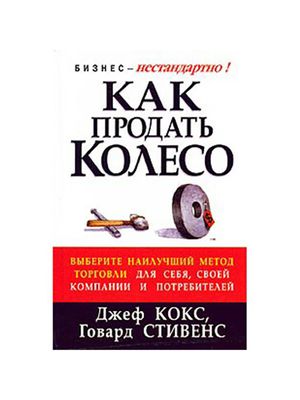 БИЗНЕС – нестандартно!
КАК
ПРОДАТЬ
КОЛЕСО
ВЫБЕРИТЕ НАИЛУЧШИЙ МЕТОД
ТОРГОВЛИ ДЛЯ СЕБЯ, СВОЕЙ
КОМПАНИИ И ПОТРЕБИТЕЛЕЙ
Джеф КОКС,
Говард СТИВЕНС